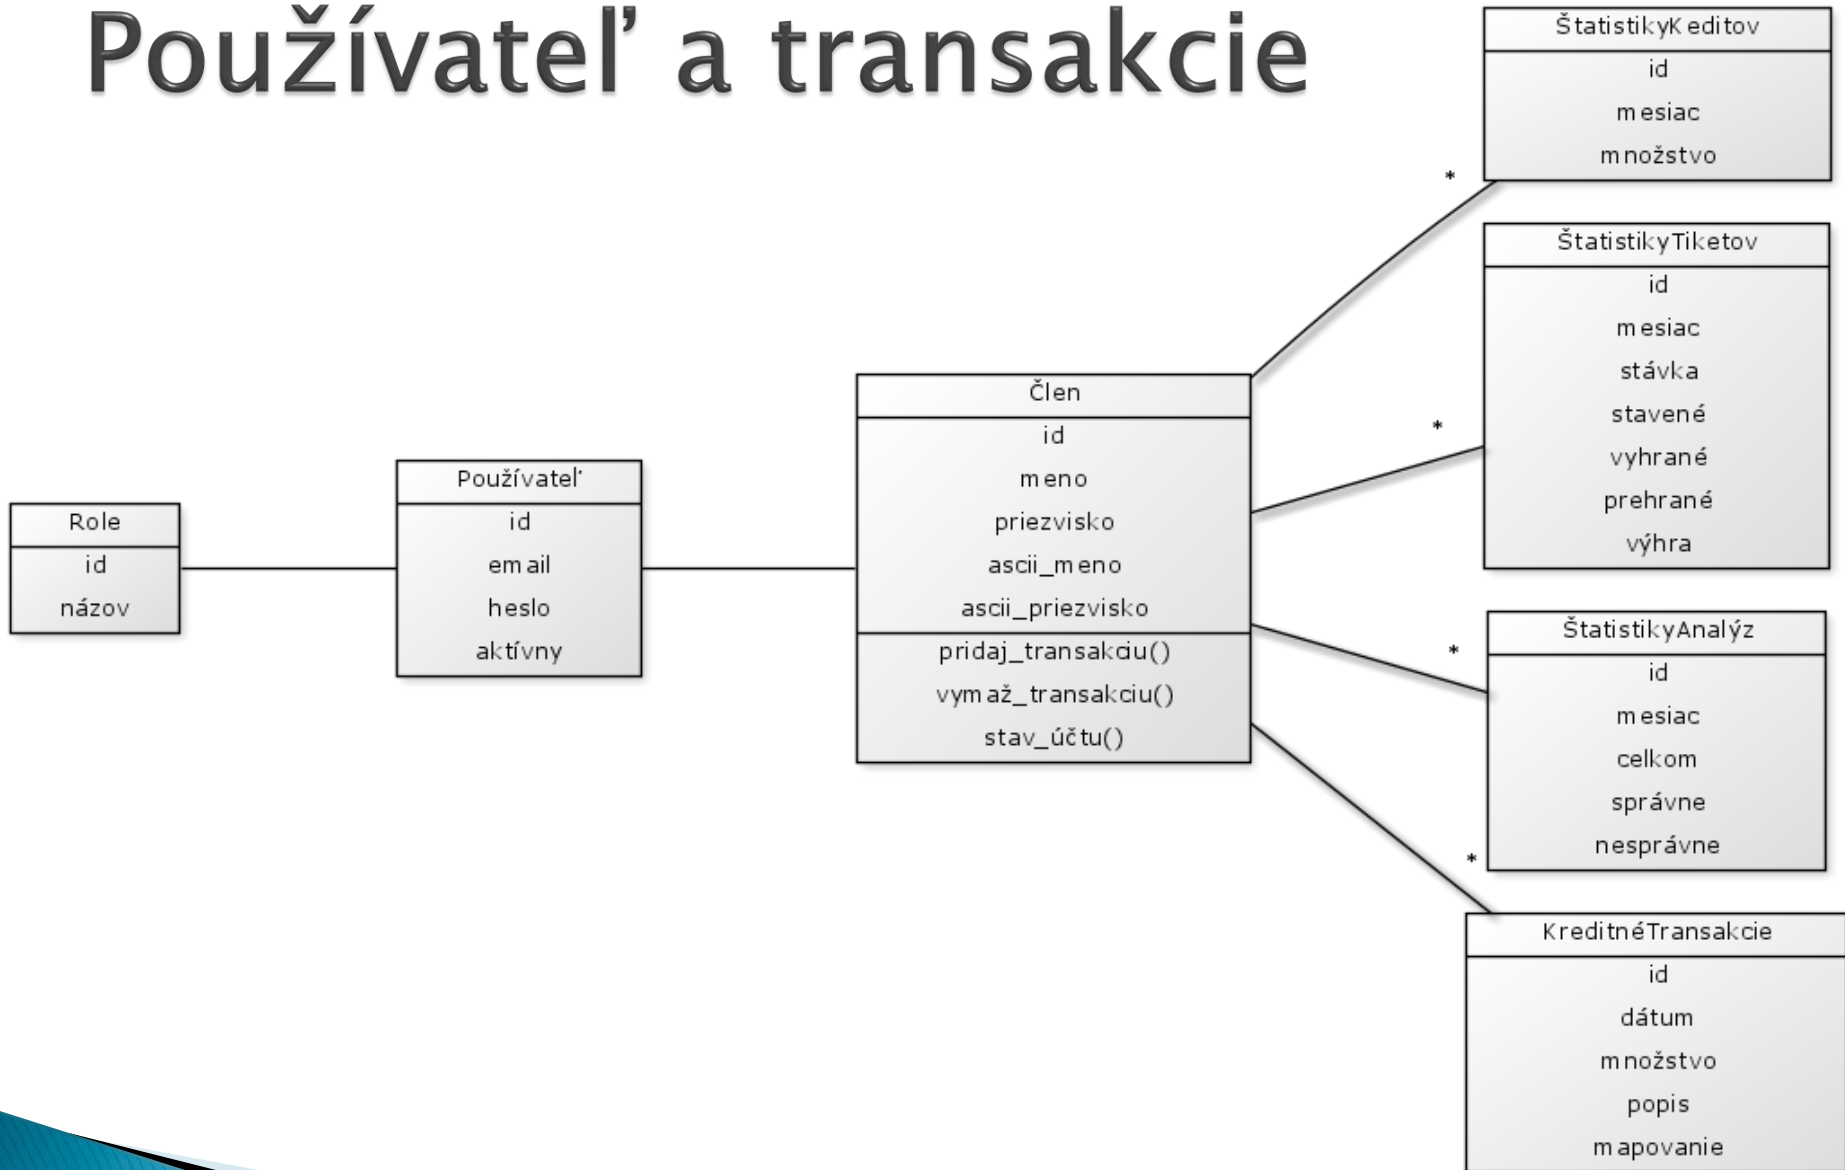 Používateľ a transakcie
ŠtatistikyKeditov
id
mesiac
množstvo
*
ŠtatistikyTiketov
id
mesiac
stávka
stavené
vyhrané
prehrané
výhra
*
Člen
id
meno
priezvisko
ascii_meno
ascii_priezvisko
pridaj_transakciu()
vymaž_transakciu()
stav_účtu()
Používateľ
id
email
heslo
aktívny
Role
id
názov
ŠtatistikyAnalýz
id
mesiac
celkom
správne
nesprávne
*
*
KreditnéTransakcie
id
dátum
množstvo
popis
mapovanie